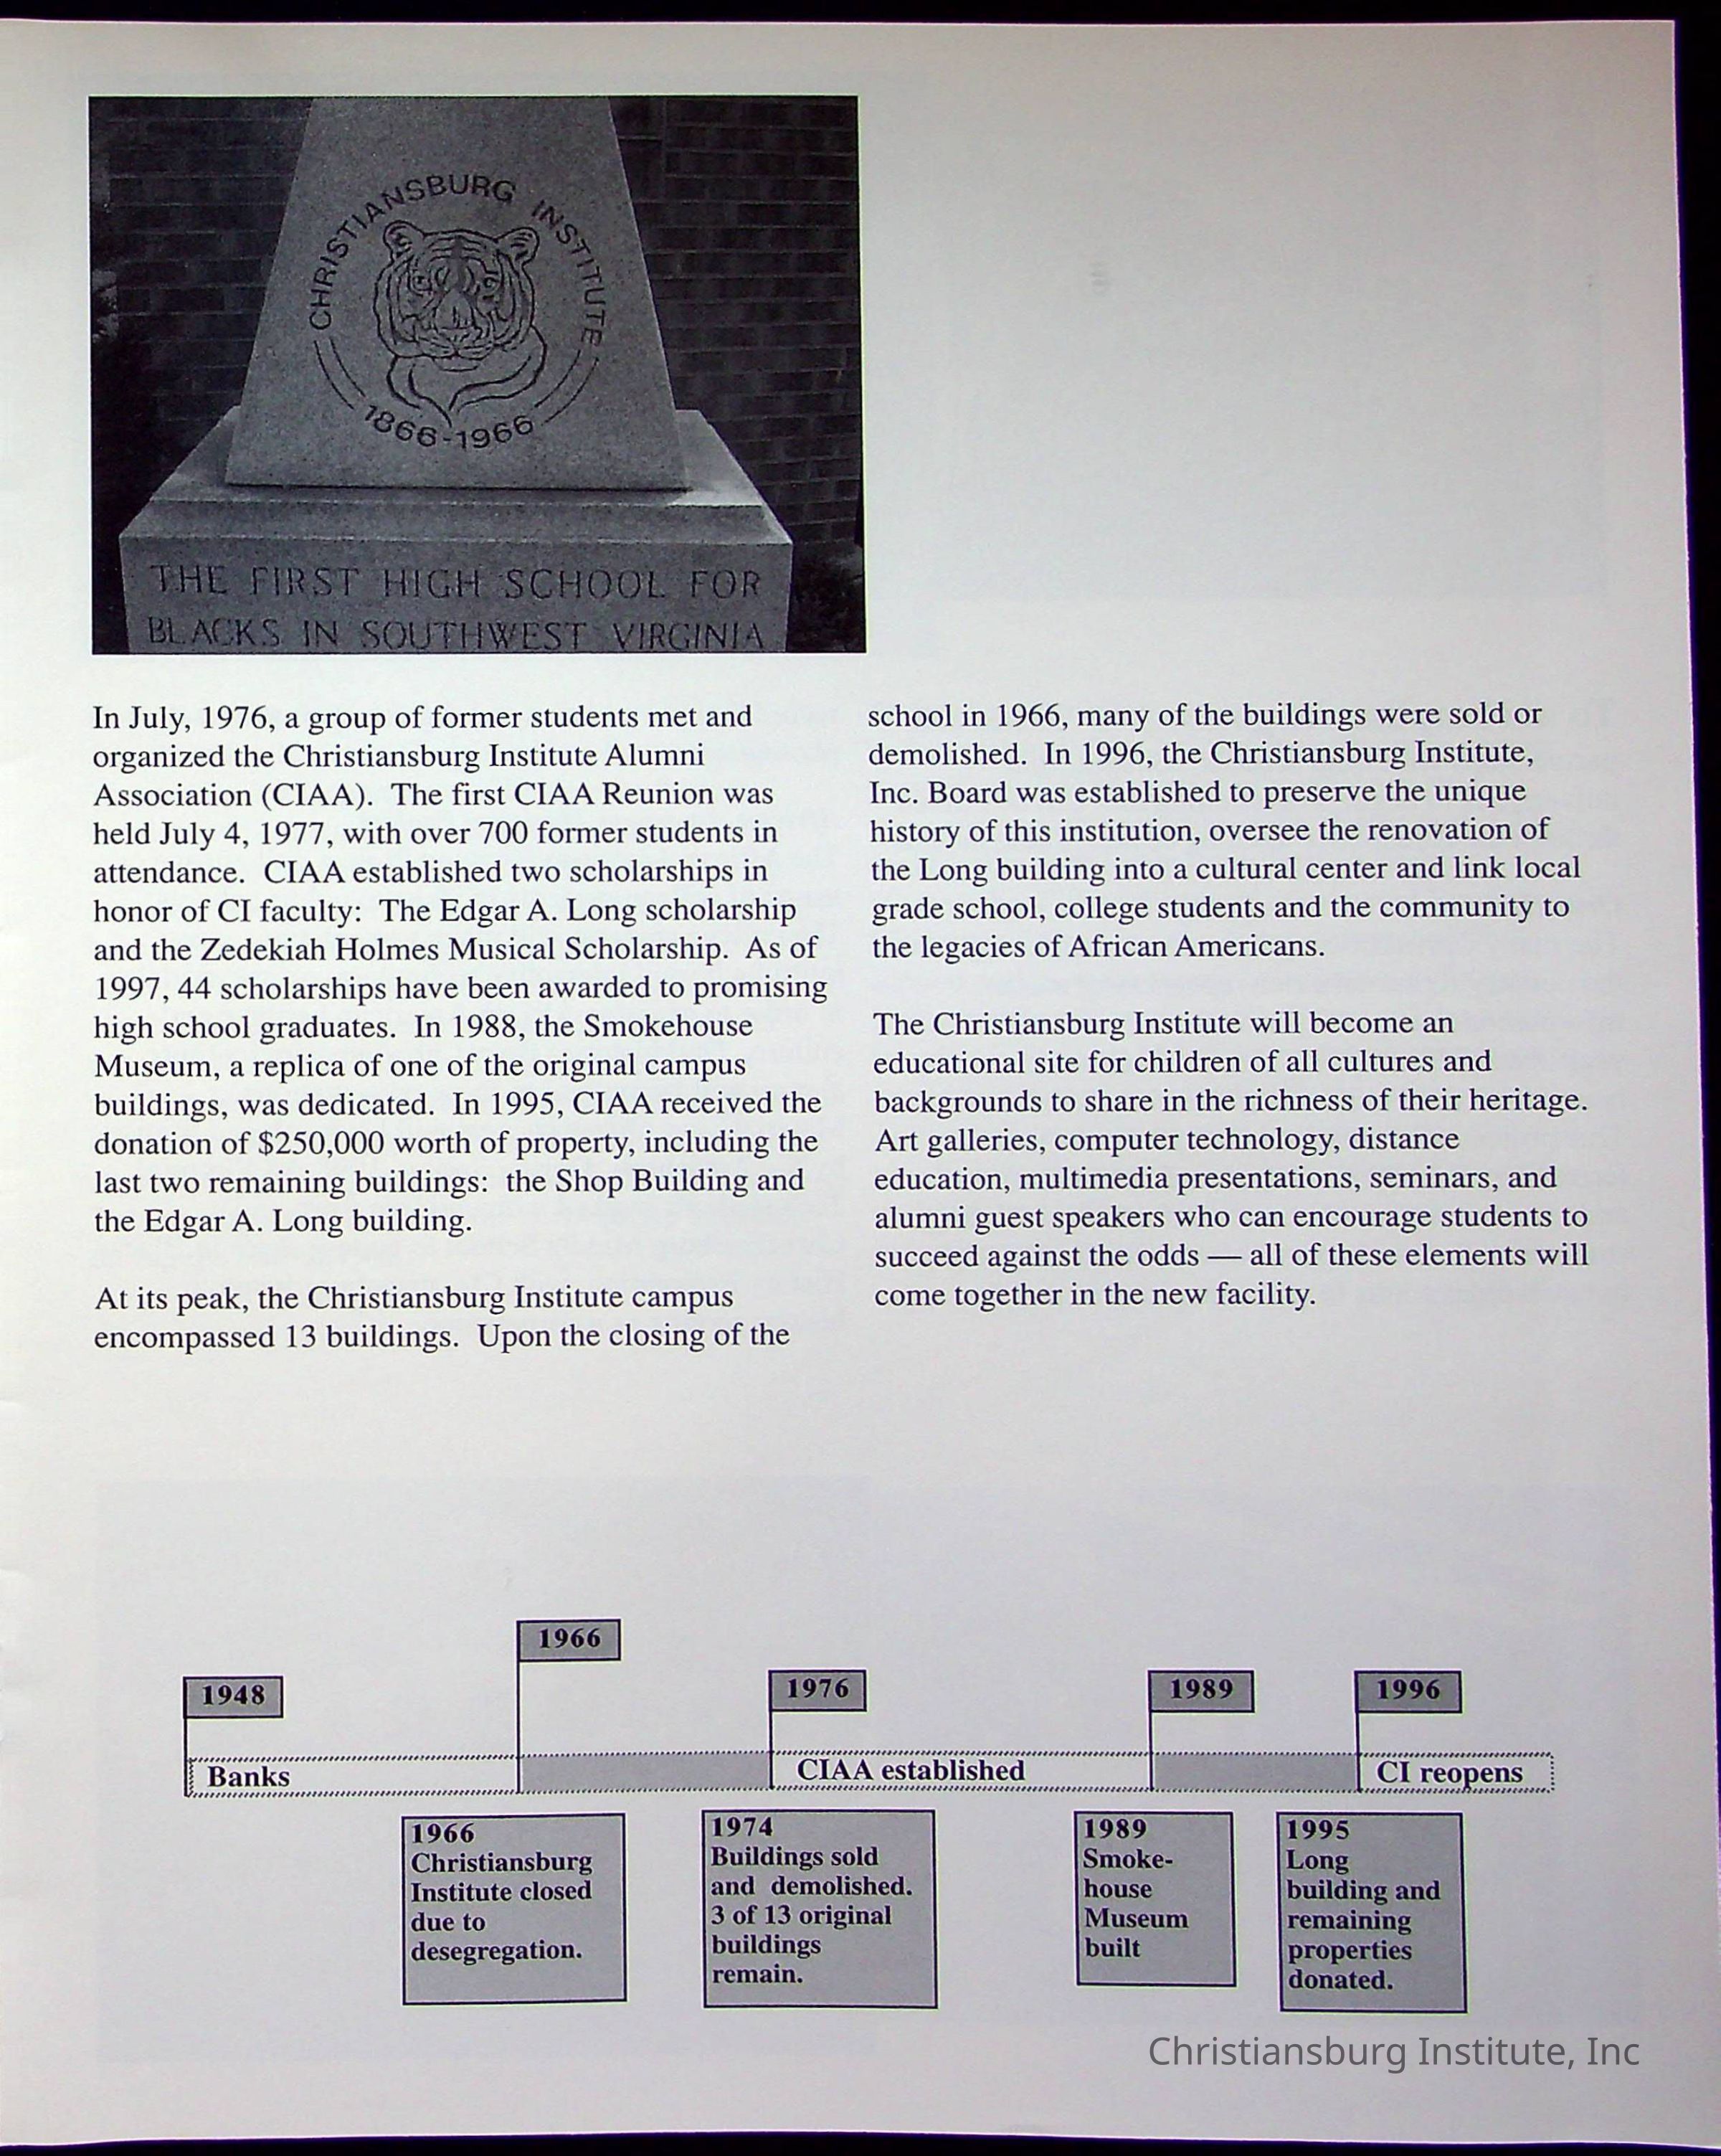 CHRISTIANSBURG INSTITUTE
1866-1966
THE FIRST HIGH SCHOOL FOR
BLACKS IN SOUTHWEST VIRGINIA
In July, 1976, a group of former students met and
organized the Christiansburg Institute Alumni
Association (CIAA).  The first CIAA Reunion was
held July 4, 1977, with over 700 former students in
attendance.  CIAA established two scholarships in
honor of CI faculty:  The Edgar A. Long scholarship
and the Zedekiah Holmes Musical Scholarship.  As of
1997, 44 scholarships have been awarded to promising
high school graduates.  In 1988, the Smokehouse
Museum, a replica of one of the original campus
buildings, was dedicated.  In 1995, CIAA received the
donation of $250,000 worth of property, including the
last two remaining buildings:  the Shop Building and
the Edgar A. Long building.
At its peak, the Christiansburg Institute campus
encompassed 13 buildings.  Upon the closing of the
school in 1966, many of the buildings were sold or
demolished.  In 1996, the Christiansburg Institute,
Inc. Board was established to preserve the unique
history of this institution, oversee the renovation of
the Long building into a cultural center and link local
grade school, college students and the community to
the legacies of African Americans.
The Christiansburg Institute will become an
educational site for children of all cultures and
backgrounds to share in the richness of their heritage.
Art galleries, computer technology, distance
education, multimedia presentations, seminars, and
alumni guest speakers who can encourage students to
succeed against the odds — all of these elements will
come together in the new facility.
1948
1966
1976
1989
1996
Banks
CIAA established
CI reopens
1966
Christiansburg
Institute closed
due to
desegregation.
1974
Buildings sold
and  demolished.
3 of 13 original
buildings
remain.
1989
Smoke-
house
Museum
built
1995
Long
building and
remaining
properties
donated.
Christiansburg Institute, Inc